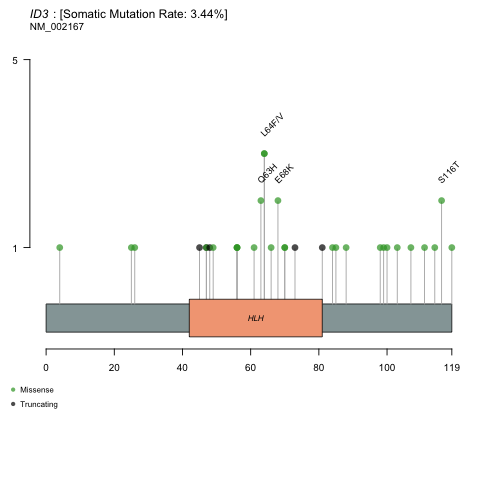 ID3 : [Somatic Mutation Rate: 3.44%]
NM_002167
5
L64F/V
Q63H
E68K
S116T
1
HLH
0 20 40 60 80 100 119
Missense
Truncating